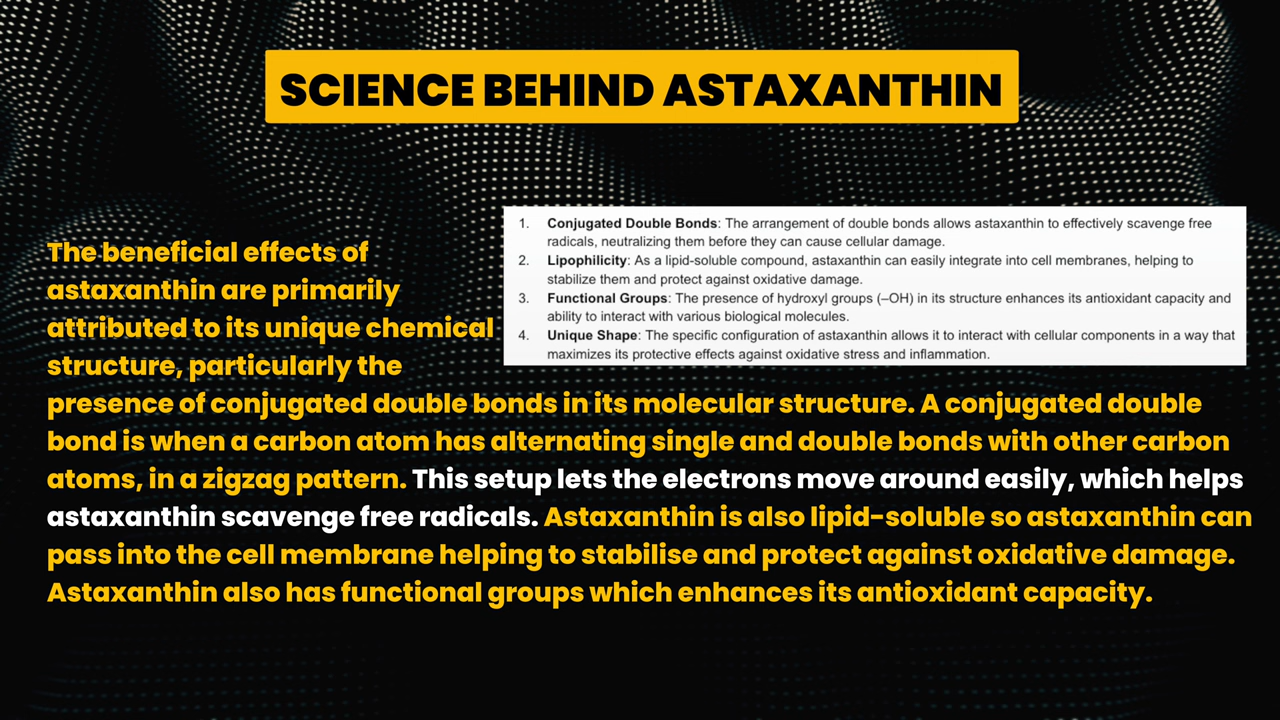 SCIENCE BEHIND ASTAXANTHIN
1. Conjugated Double Bonds: The arrangement of double bonds allows astaxanthin to effectively scavenge free
radicals, neutralizing them before they can cause cellular damage.
2. Lipophilicity: As a lipid-soluble compound, astaxanthin can easily integrate into cell membranes, helping to
stabilize them and protect against oxidative damage.
3. Functional Groups: The presence of hydroxyl groups (–OH) in its structure enhances its antioxidant capacity and
ability to interact with various biological molecules.
4. Unique Shape: The specific configuration of astaxanthin allows it to interact with cellular components in a way that
maximizes its protective effects against oxidative stress and inflammation.
The beneficial effects of
astaxanthin are primarily
attributed to its unique chemical
structure, particularly the
presence of conjugated double bonds in its molecular structure. A conjugated double
bond is when a carbon atom has alternating single and double bonds with other carbon
atoms, in a zigzag pattern. This setup lets the electrons move around easily, which helps
astaxanthin scavenge free radicals. Astaxanthin is also lipid-soluble so astaxanthin can
pass into the cell membrane helping to stabilise and protect against oxidative damage.
Astaxanthin also has functional groups which enhances its antioxidant capacity.